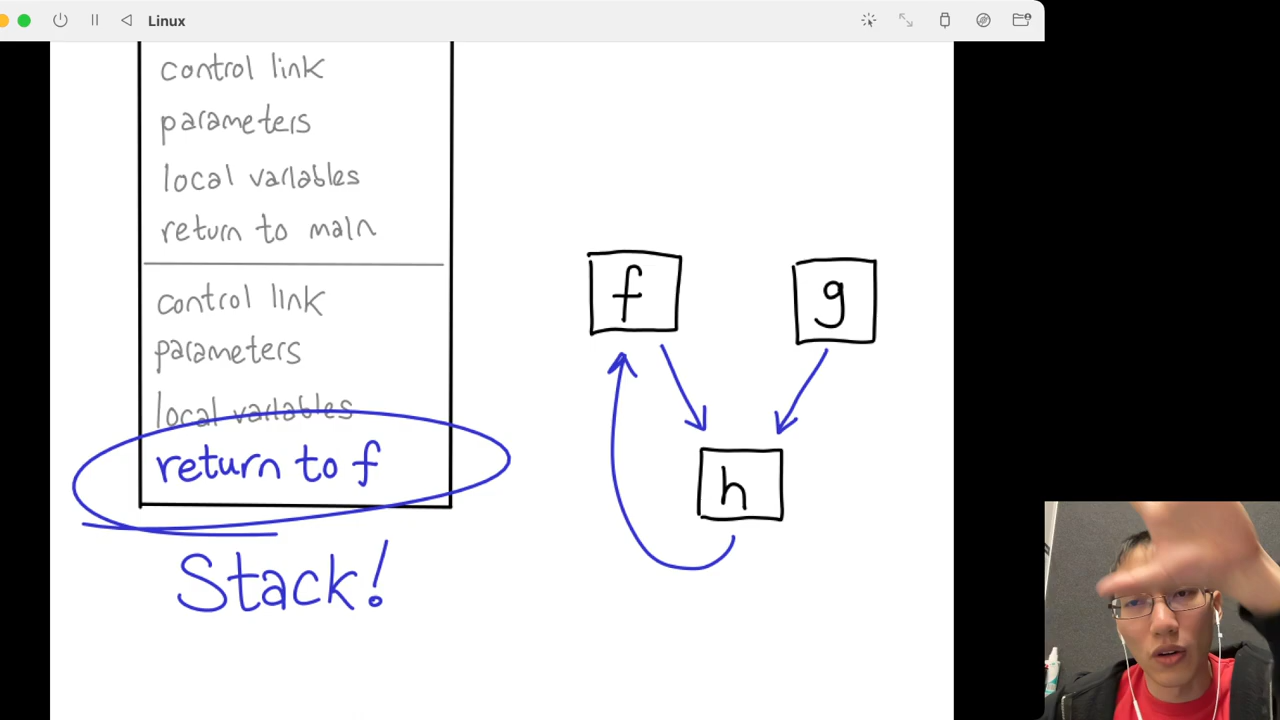 Linux
control link
parameters
local variables
return to main
control link
parameters
local variables
return to f
Stack!
f
g
h